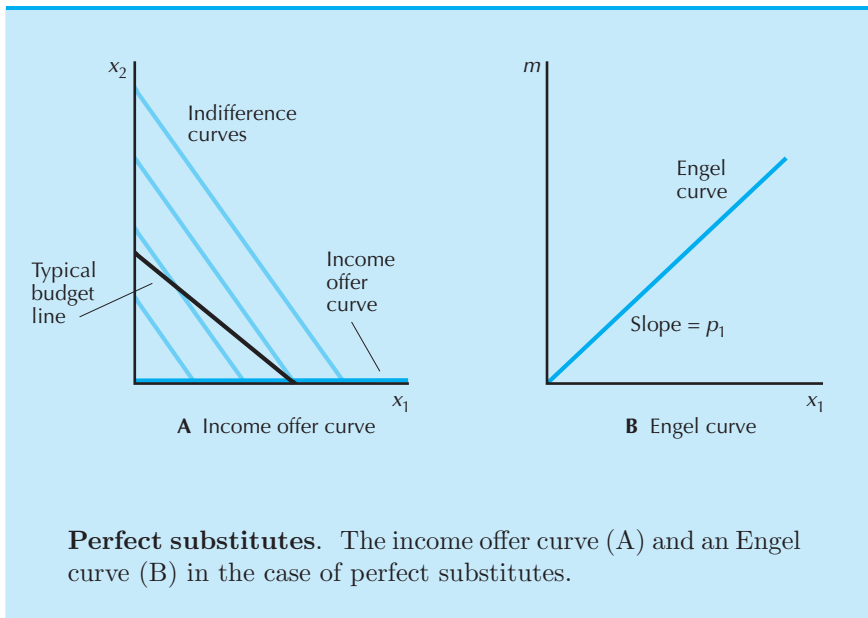 x2
Indifference
curves
Typical
budget
line
Income
offer
curve
x1
A Income offer curve
m
Engel
curve
Slope = p1
x1
B Engel curve
Perfect substitutes. The income offer curve (A) and an Engel
curve (B) in the case of perfect substitutes.